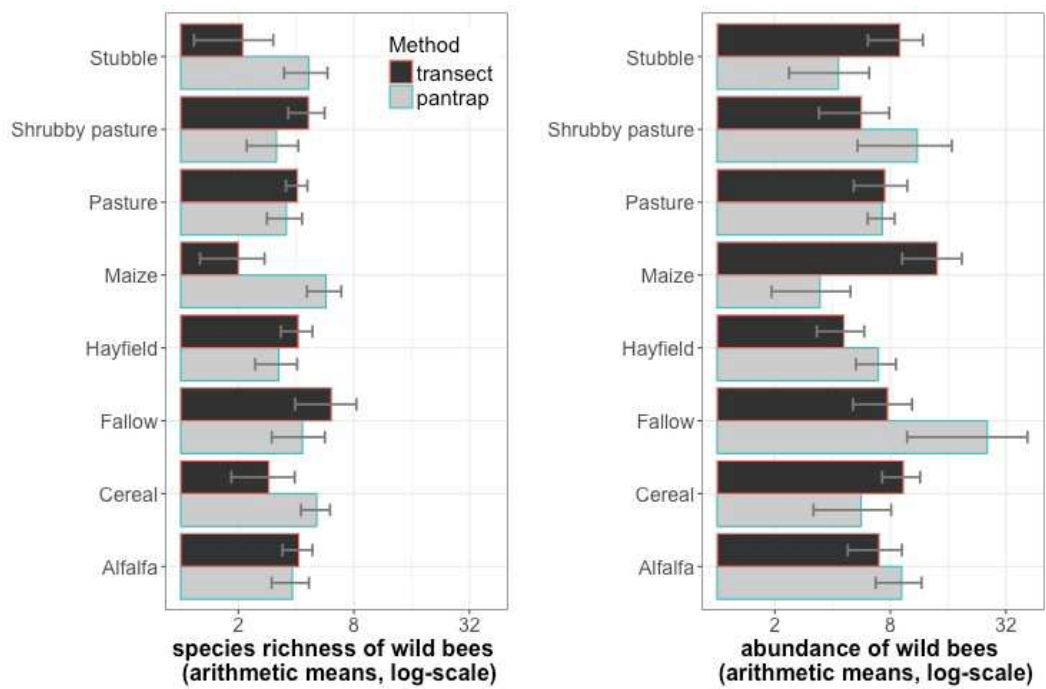 Stubble
Shrubby pasture
Pasture
Maize
Hayfield
Fallow
Cereal
Alfalfa
Method
transect
pantrap
2 8 32
species richness of wild bees
(arithmetic means, log-scale)
Stubble
Shrubby pasture
Pasture
Maize
Hayfield
Fallow
Cereal
Alfalfa
2 8 32
abundance of wild bees
(arithmetic means, log-scale)